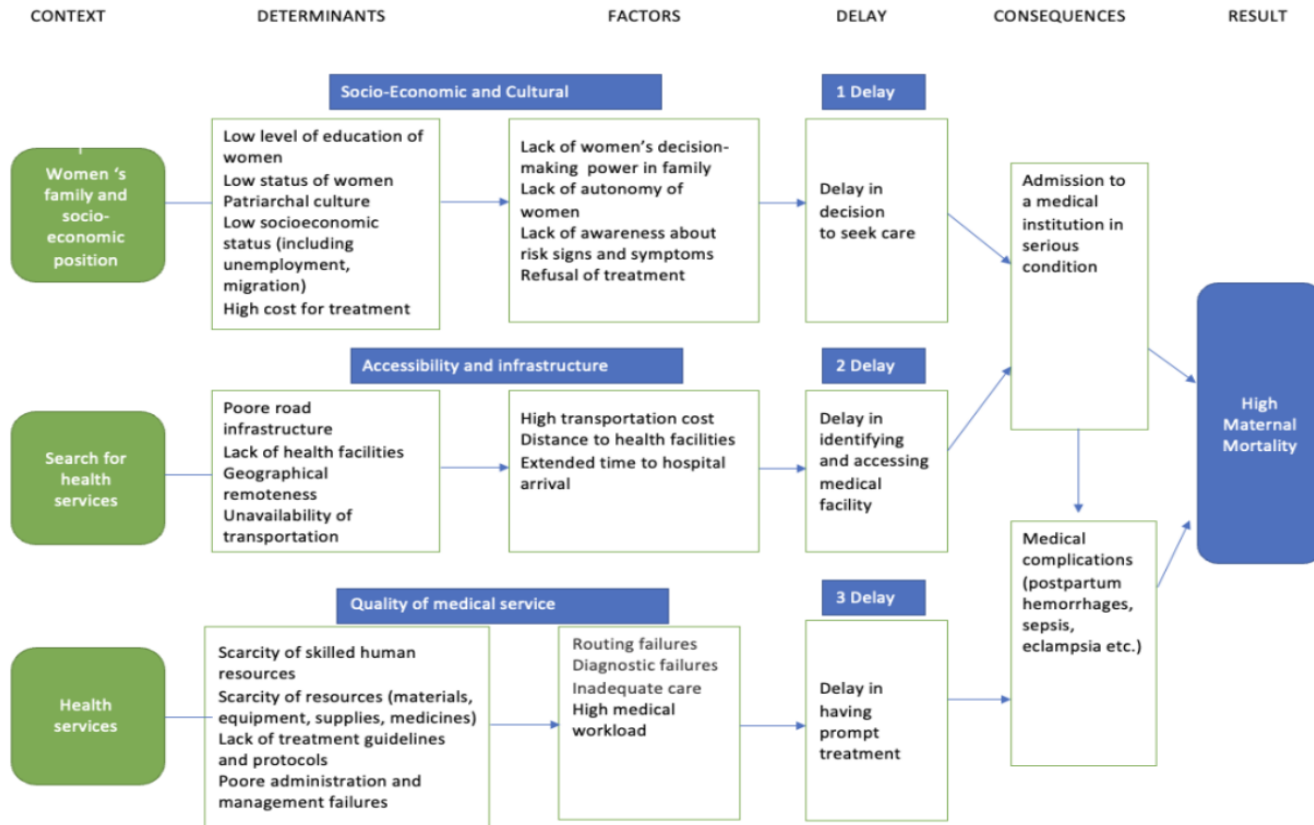 CONTEXT
DETERMINANTS
FACTORS
DELAY
CONSEQUENCES
RESULT
Socio-Economic and Cultural
1 Delay
Women ‘s
family and
socio-
economic
position
Low level of education of
women
Low status of women
Patriarchal culture
Low socioeconomic
status (including
unemployment,
migration)
High cost for treatment
Lack of women’s decision-
making power in family
Lack of autonomy of
women
Lack of awareness about
risk signs and symptoms
Refusal of treatment
Delay in
decision
to seek care
Admission to
a medical
institution in
serious
condition
Accessibility and infrastructure
2 Delay
Search for
health
services
Poore road
infrastructure
Lack of health facilities
Geographical
remoteness
Unavailability of
transportation
High transportation cost
Distance to health facilities
Extended time to hospital
arrival
Delay in
identifying
and accessing
medical
facility
High
Maternal
Mortality
Quality of medical service
3 Delay
Health
services
Scarcity of skilled human
resources
Scarcity of resources (materials,
equipment, supplies, medicines)
Lack of treatment guidelines
and protocols
Poore administration and
management failures
Routing failures
Diagnostic failures
Inadequate care
High medical
workload
Delay in
having
prompt
treatment
Medical
complications
(postpartum
hemorrhages,
sepsis,
eclampsia etc.)